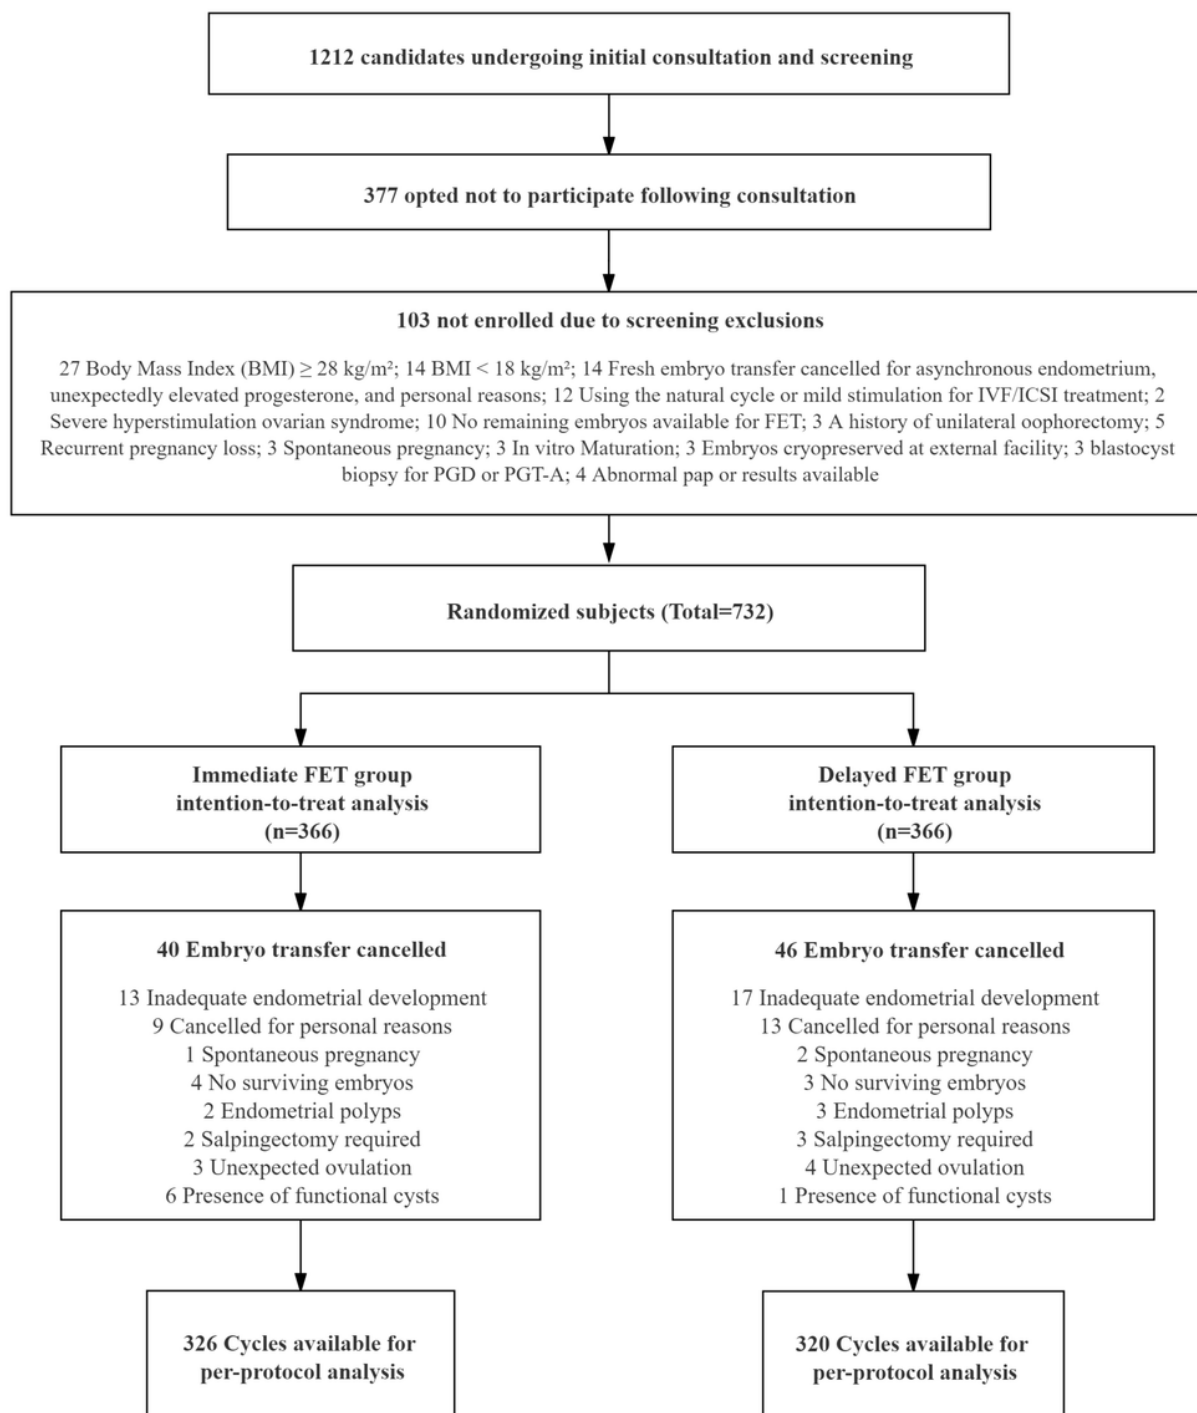 1212 candidates undergoing initial consultation and screening
377 opted not to participate following consultation
103 not enrolled due to screening exclusions
27 Body Mass Index (BMI) ≥ 28 kg/m²; 14 BMI < 18 kg/m²; 14 Fresh embryo transfer cancelled for asynchronous endometrium,
unexpectedly elevated progesterone, and personal reasons; 12 Using the natural cycle or mild stimulation for IVF/ICSI treatment; 2
Severe hyperstimulation ovarian syndrome; 10 No remaining embryos available for FET; 3 A history of unilateral oophorectomy; 5
Recurrent pregnancy loss; 3 Spontaneous pregnancy; 3 In vitro Maturation; 3 Embryos cryopreserved at external facility; 3 blastocyst
biopsy for PGD or PGT-A; 4 Abnormal pap or results available
Randomized subjects (Total=732)
Immediate FET group
intention-to-treat analysis
(n=366)
Delayed FET group
intention-to-treat analysis
(n=366)
40 Embryo transfer cancelled
13 Inadequate endometrial development
9 Cancelled for personal reasons
1 Spontaneous pregnancy
4 No surviving embryos
2 Endometrial polyps
2 Salpingectomy required
3 Unexpected ovulation
6 Presence of functional cysts
46 Embryo transfer cancelled
17 Inadequate endometrial development
13 Cancelled for personal reasons
2 Spontaneous pregnancy
3 No surviving embryos
3 Endometrial polyps
3 Salpingectomy required
4 Unexpected ovulation
1 Presence of functional cysts
326 Cycles available for
per-protocol analysis
320 Cycles available for
per-protocol analysis